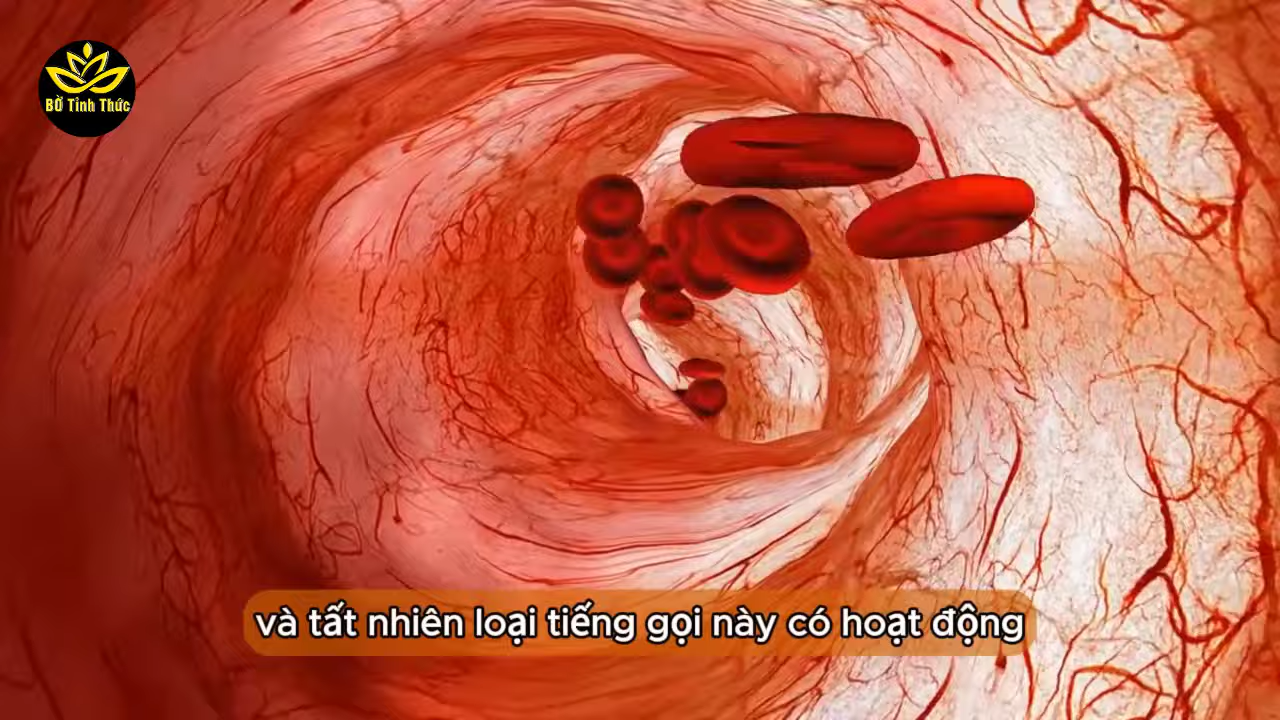 BỜ Tỉnh Thức
và tất nhiên loại tiếng gọi này có hoạt động